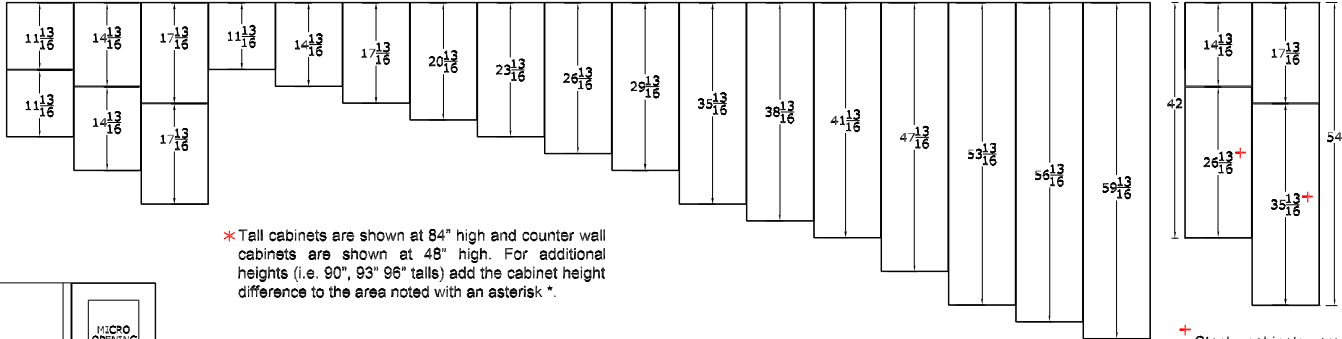 11 13/16 14 13/16 17 13/16 11 13/16 14 13/16 17 13/16 20 13/16 23 13/16 26 13/16 29 13/16 35 13/16 38 13/16 41 13/16 47 13/16 53 13/16 56 13/16 59 13/16 14 13/16 17 13/16
11 13/16 14 13/16 17 13/16 42 26 13/16 + 35 13/16 + 54
* Tall cabinets are shown at 84" high and counter wall
cabinets are shown at 48" high. For additional
heights (i.e. 90", 93" 96" talls) add the cabinet height
difference to the area noted with an asterisk *.
MICRO
OPENING
+